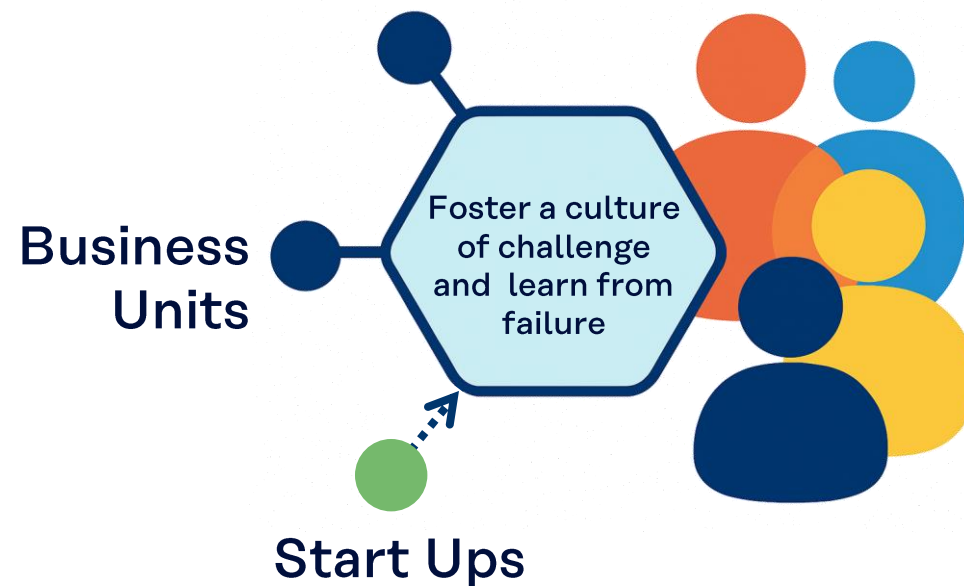 Business
Units
Foster a culture
of challenge
and  learn from
failure
Start Ups